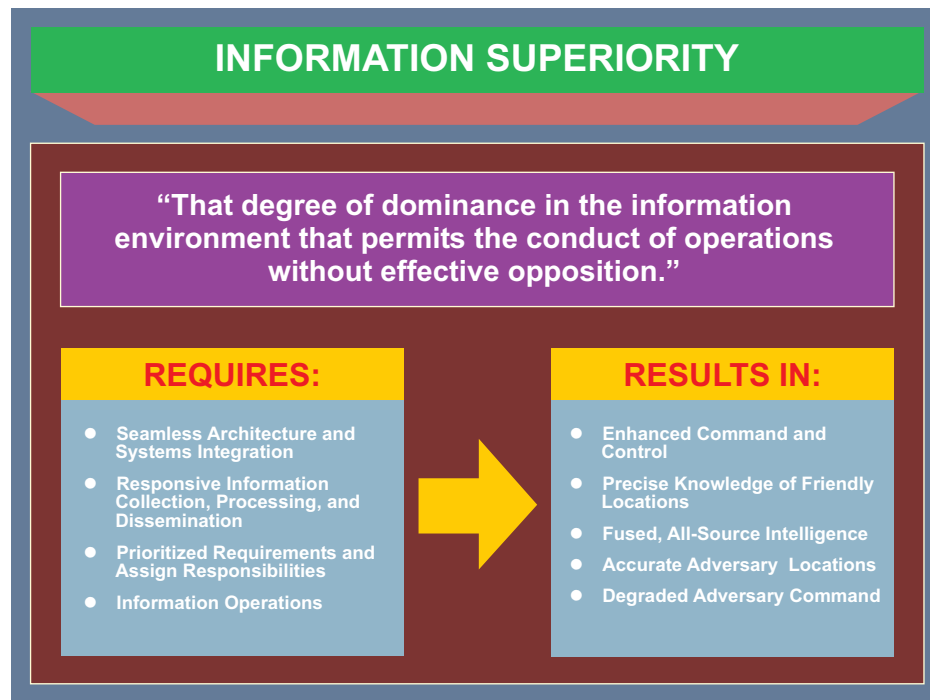 INFORMATION SUPERIORITY
“That degree of dominance in the information
environment that permits the conduct of operations
without effective opposition.”
REQUIRES:
● Seamless Architecture and
Systems Integration
● Responsive Information
Collection, Processing, and
Dissemination
● Prioritized Requirements and
Assign Responsibilities
● Information Operations
RESULTS IN:
● Enhanced Command and
Control
● Precise Knowledge of Friendly
Locations
● Fused, All-Source Intelligence
● Accurate Adversary  Locations
● Degraded Adversary Command